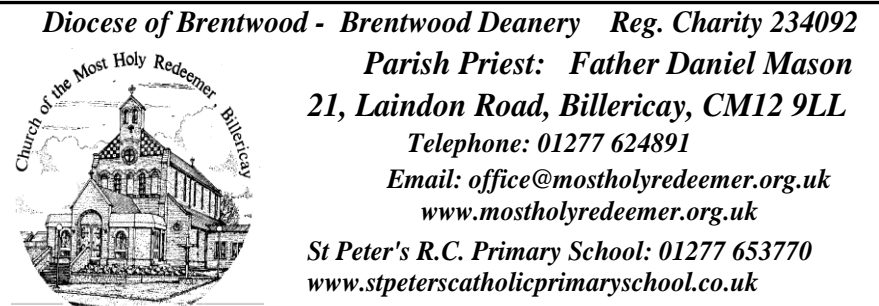 Diocese of Brentwood - Brentwood Deanery Reg. Charity 234092
Church of the Most Holy Redeemer, Billericay
Parish Priest: Father Daniel Mason
21, Laindon Road, Billericay, CM12 9LL
Telephone: 01277 624891
Email: office@mostholyredeemer.org.uk
www.mostholyredeemer.org.uk
St Peter's R.C. Primary School: 01277 653770
www.stpeterscatholicprimaryschool.co.uk